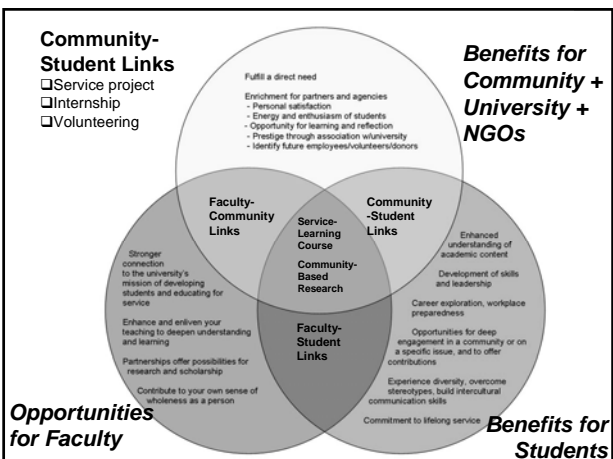 Community-
Student Links
❑Service project
❑Internship
❑Volunteering
Benefits for
Community +
University +
NGOs
Fulfill a direct need
Enrichment for partners and agencies
- Personal satisfaction
- Energy and enthusiasm of students
- Opportunity for learning and reflection
- Prestige through association w/university
- Identify future employees/volunteers/donors
Faculty-
Community
Links
Community
-Student
Links
Service-
Learning
Course
Community-
Based
Research
Faculty-
Student
Links
Stronger
connection
to the university's
mission of developing
students and educating for
service
Enhance and enliven your
teaching to deepen understanding
and learning
Partnerships offer possibilities for
research and scholarship
Contribute to your own sense of
wholeness as a person
Enhanced
understanding of
academic content
Development of skills
and leadership
Career exploration, workplace
preparedness
Opportunities for deep
engagement in a community or on
a specific issue, and to offer
contributions
Experience diversity, overcome
stereotypes, build intercultural
communication skills
Commitment to lifelong service
Opportunities
for Faculty
Benefits for
Students